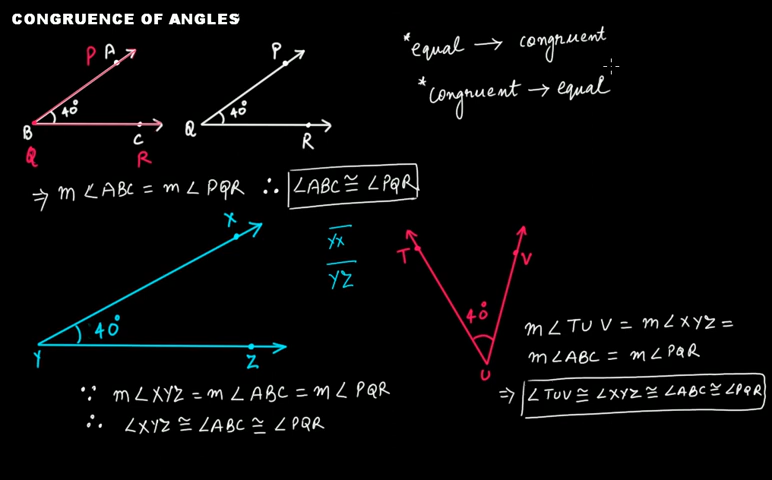 CONGRUENCE OF ANGLES
* equal → congruent
* congruent → equal
P A
40°
B
C
Q
R
P
40°
Q
R
⇒ m∠ABC = m∠PQR ∴ ∠ABC ≅ ∠PQR
X
40°
Y
Z
YX
YZ
T
V
40°
U
∵ m∠XYZ = m∠ABC = m∠PQR
∴ ∠XYZ ≅ ∠ABC ≅ ∠PQR
m∠TUV = m∠XYZ =
m∠ABC = m∠PQR
⇒ ∠TUV ≅ ∠XYZ ≅ ∠ABC ≅ ∠PQR